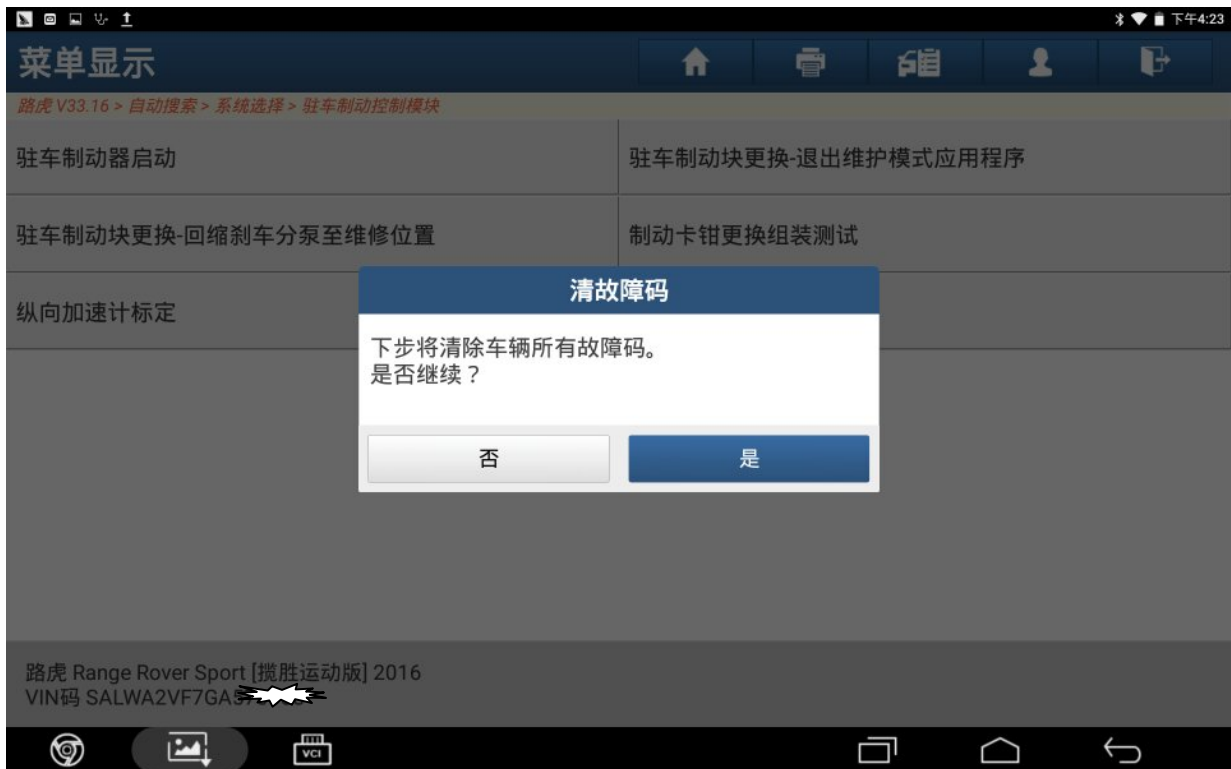 下午4:23
菜单显示
路虎 V33.16 > 自动搜索 > 系统选择 > 驻车制动控制模块
驻车制动器启动
驻车制动块更换-退出维护模式应用程序
驻车制动块更换-回缩刹车分泵至维修位置
制动卡钳更换组装测试
纵向加速计标定
清故障码
下步将清除车辆所有故障码。
是否继续？
否
是
路虎 Range Rover Sport [揽胜运动版] 2016
VIN码 SALWA2VF7GA
VCI